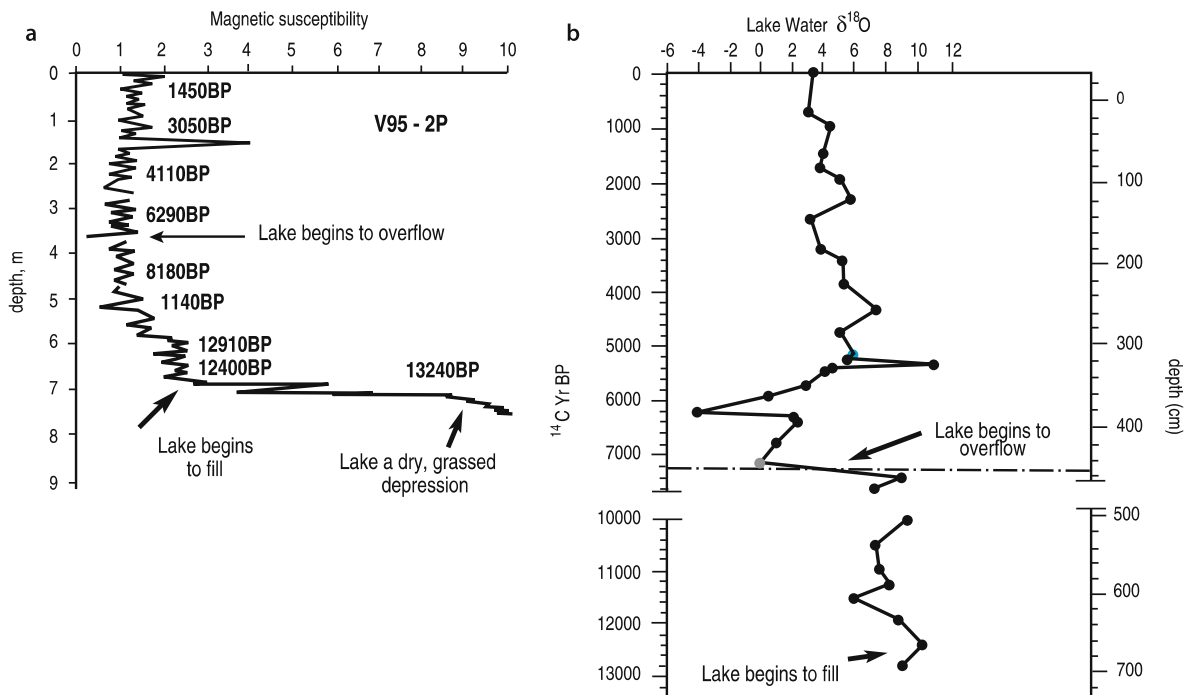 a
Magnetic susceptibility
0 1 2 3 4 5 6 7 8 9 10
depth, m
0
1
2
3
4
5
6
7
8
9
1450BP
3050BP
V95 - 2P
4110BP
6290BP
Lake begins to overflow
8180BP
1140BP
12910BP
12400BP
13240BP
Lake begins
to fill
Lake a dry, grassed
depression
b
Lake Water δ¹⁸O
-6 -4 -2 0 2 4 6 8 10 12
¹⁴C Yr BP
0
1000
2000
3000
4000
5000
6000
7000
10000
11000
12000
13000
Lake begins to
overflow
Lake begins to fill
depth (cm)
0
100
200
300
400
500
600
700